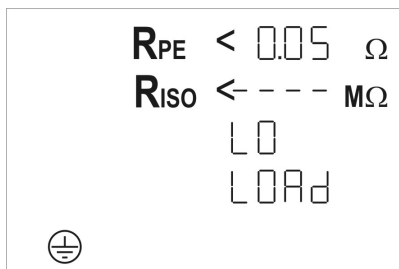 RPE < 0.05 Ω
RISO <---- MΩ
LO
LOAd